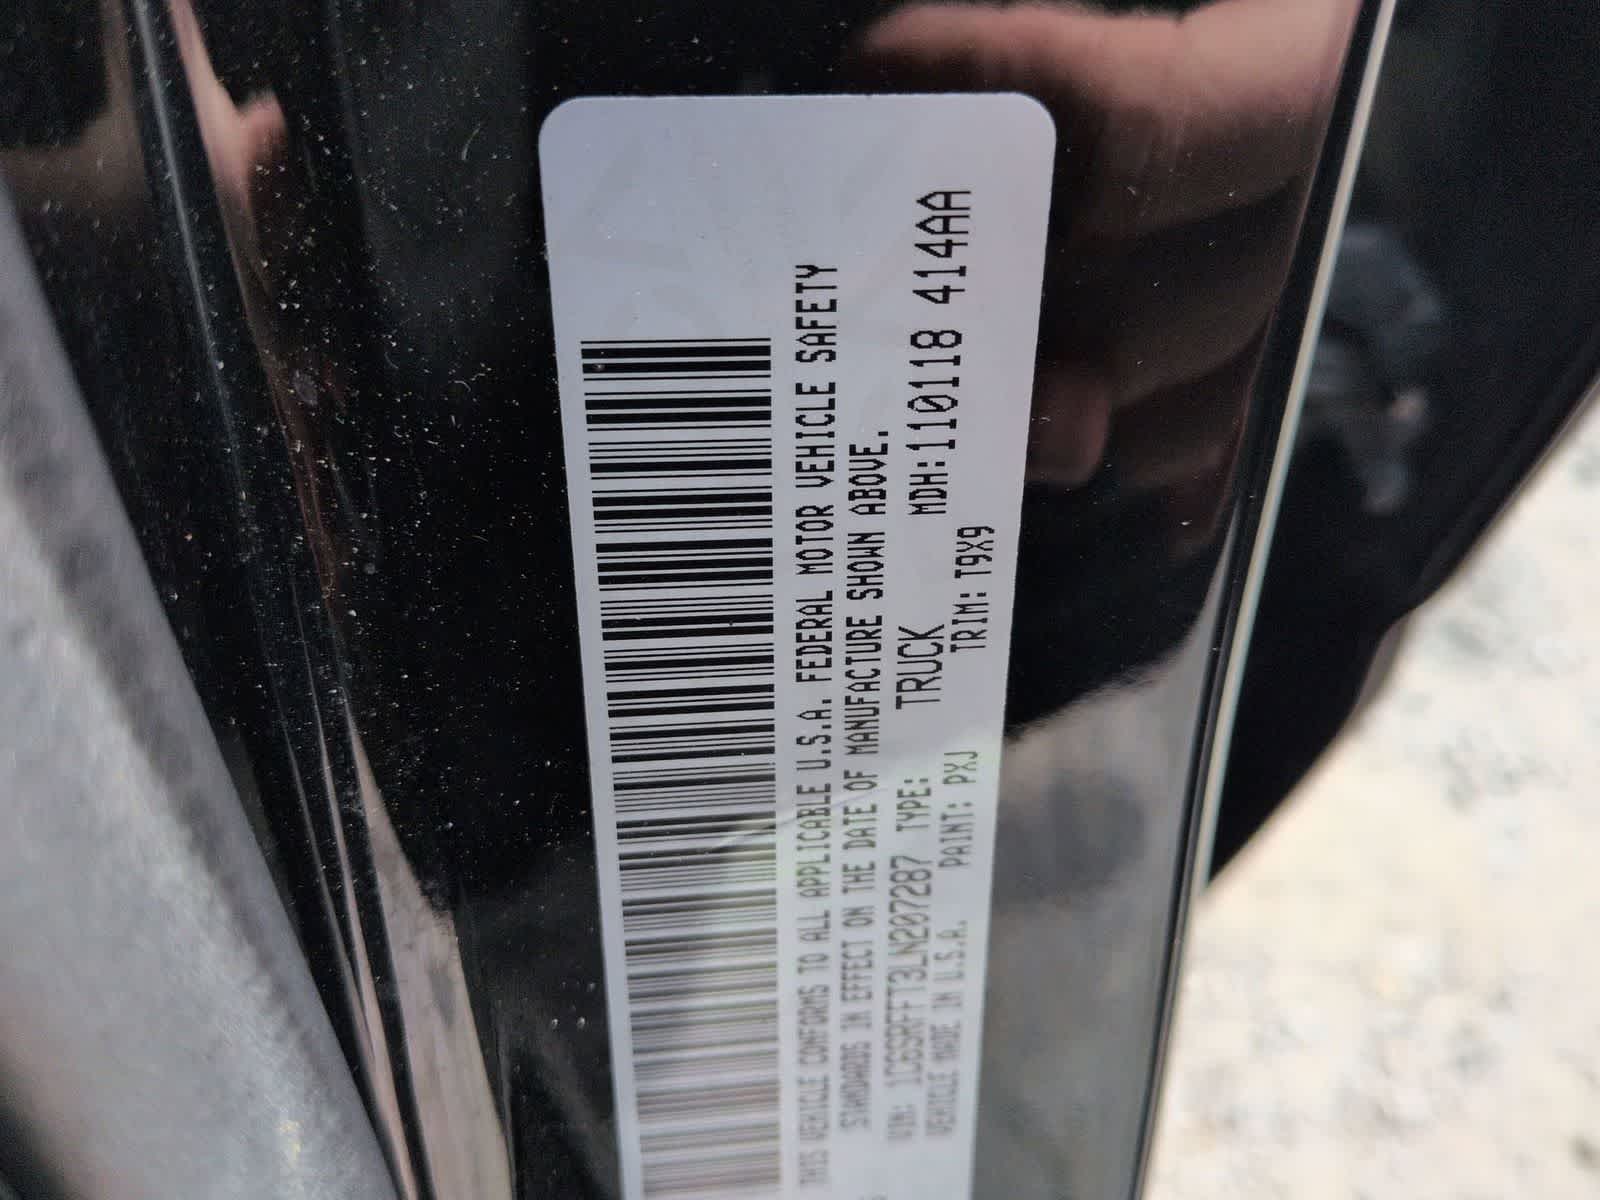 THIS VEHICLE CONFORMS TO ALL APPLICABLE U.S.A. FEDERAL MOTOR VEHICLE SAFETY
STANDARDS IN EFFECT ON THE DATE OF MANUFACTURE SHOWN ABOVE.
VIN: 1C6SRFFT3LN207287 TYPE: TRUCK MDH:110118 414AA
VEHICLE MADE IN U.S.A. PAINT: PXJ TRIM: T9X9